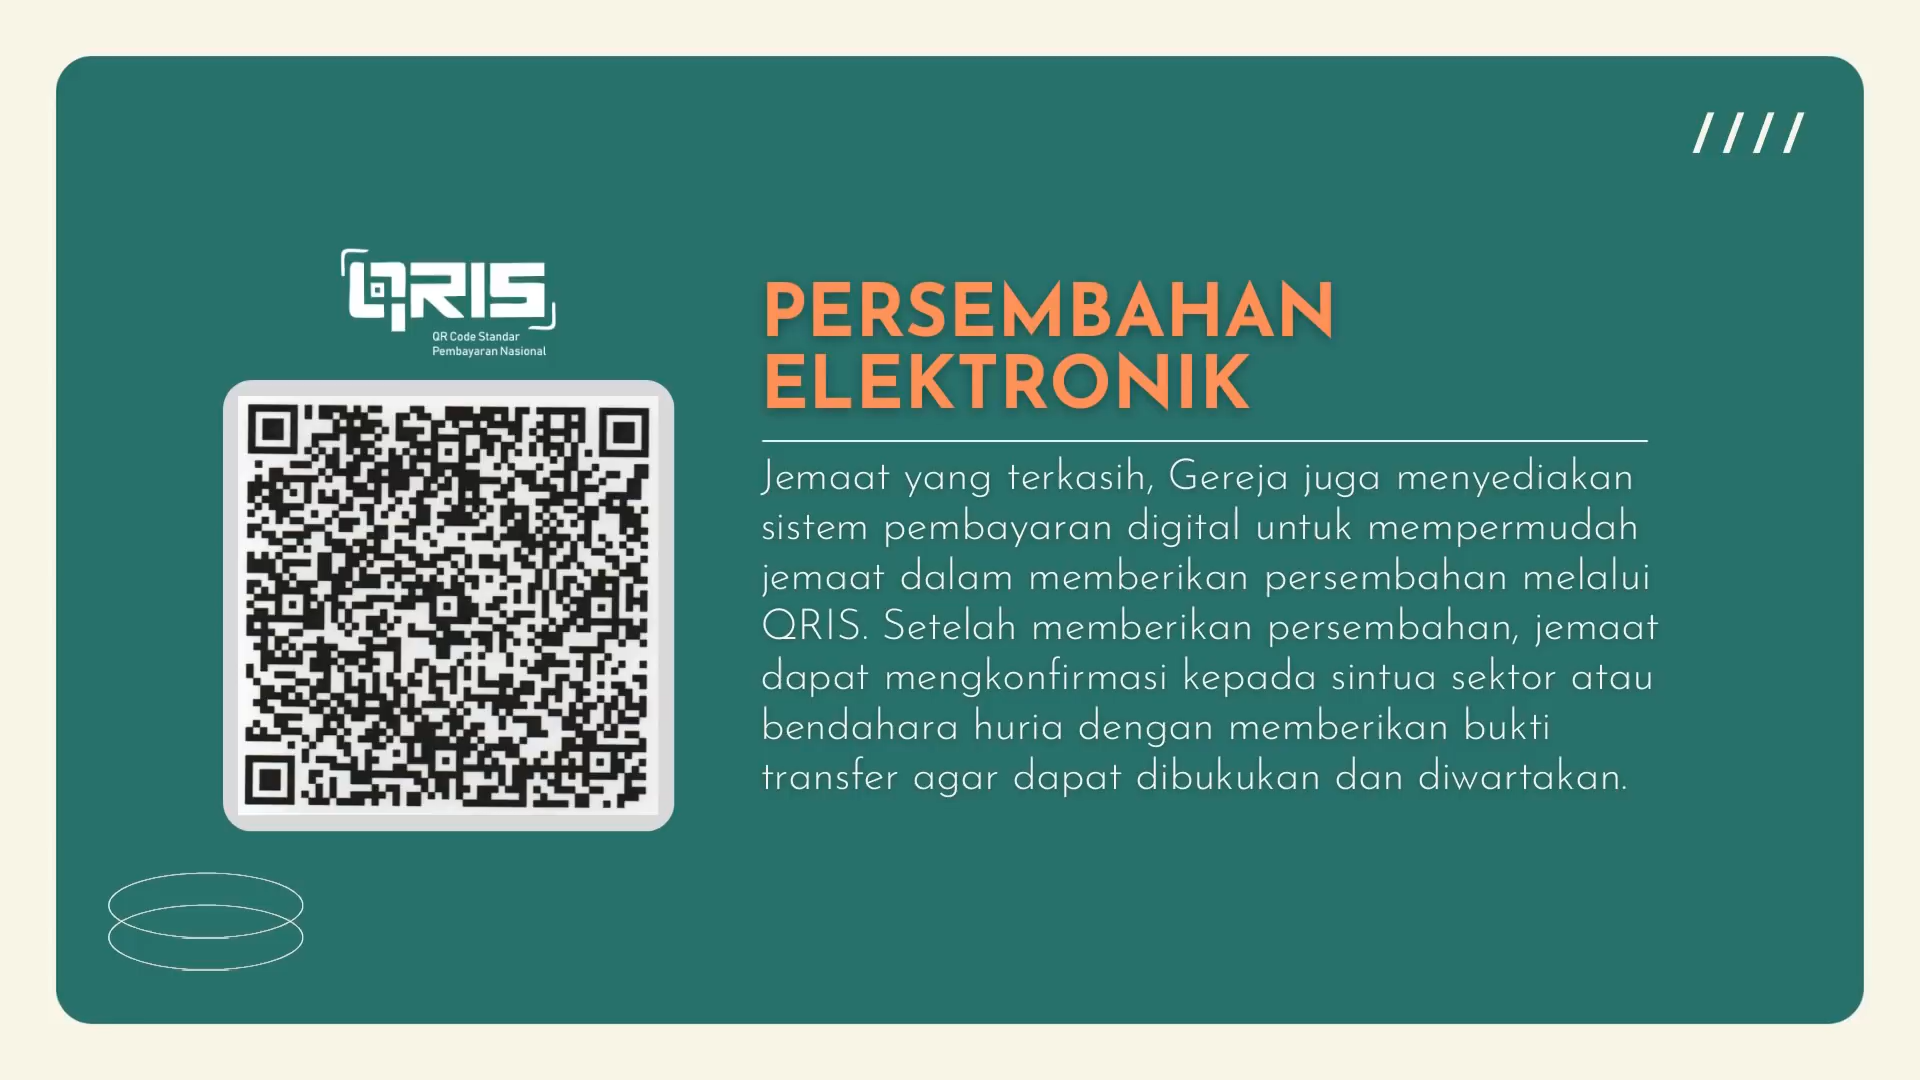 QRIS
QR Code Standar
Pembayaran Nasional
PERSEMBAHAN
ELEKTRONIK
Jemaat yang terkasih, Gereja juga menyediakan
sistem pembayaran digital untuk mempermudah
jemaat dalam memberikan persembahan melalui
QRIS. Setelah memberikan persembahan, jemaat
dapat mengkonfirmasi kepada sintua sektor atau
bendahara huria dengan memberikan bukti
transfer agar dapat dibukukan dan diwartakan.